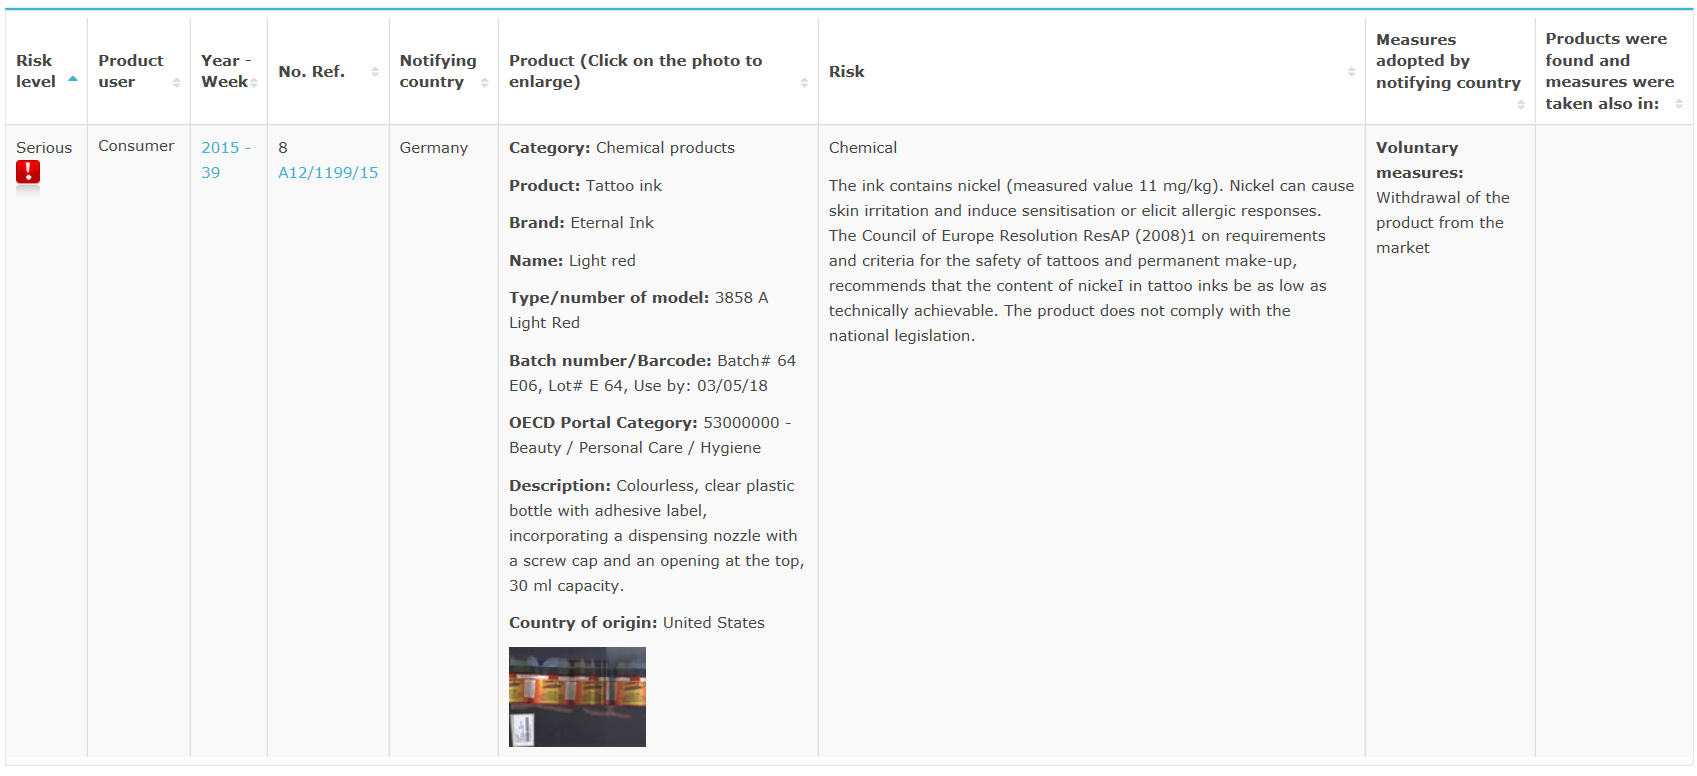 Risk
level
Product
user
Year -
Week
No. Ref.
Notifying
country
Product (Click on the photo to
enlarge)
Risk
Measures
adopted by
notifying country
Products were
found and
measures were
taken also in:
Serious
Consumer
2015 -
39
8
A12/1199/15
Germany
Category: Chemical products
Product: Tattoo ink
Brand: Eternal Ink
Name: Light red
Type/number of model: 3858 A
Light Red
Batch number/Barcode: Batch# 64
E06, Lot# E 64, Use by: 03/05/18
OECD Portal Category: 53000000 -
Beauty / Personal Care / Hygiene
Description: Colourless, clear plastic
bottle with adhesive label,
incorporating a dispensing nozzle with
a screw cap and an opening at the top,
30 ml capacity.
Country of origin: United States
Chemical
The ink contains nickel (measured value 11 mg/kg). Nickel can cause
skin irritation and induce sensitisation or elicit allergic responses.
The Council of Europe Resolution ResAP (2008)1 on requirements
and criteria for the safety of tattoos and permanent make-up,
recommends that the content of nickeI in tattoo inks be as low as
technically achievable. The product does not comply with the
national legislation.
Voluntary
measures:
Withdrawal of the
product from the
market